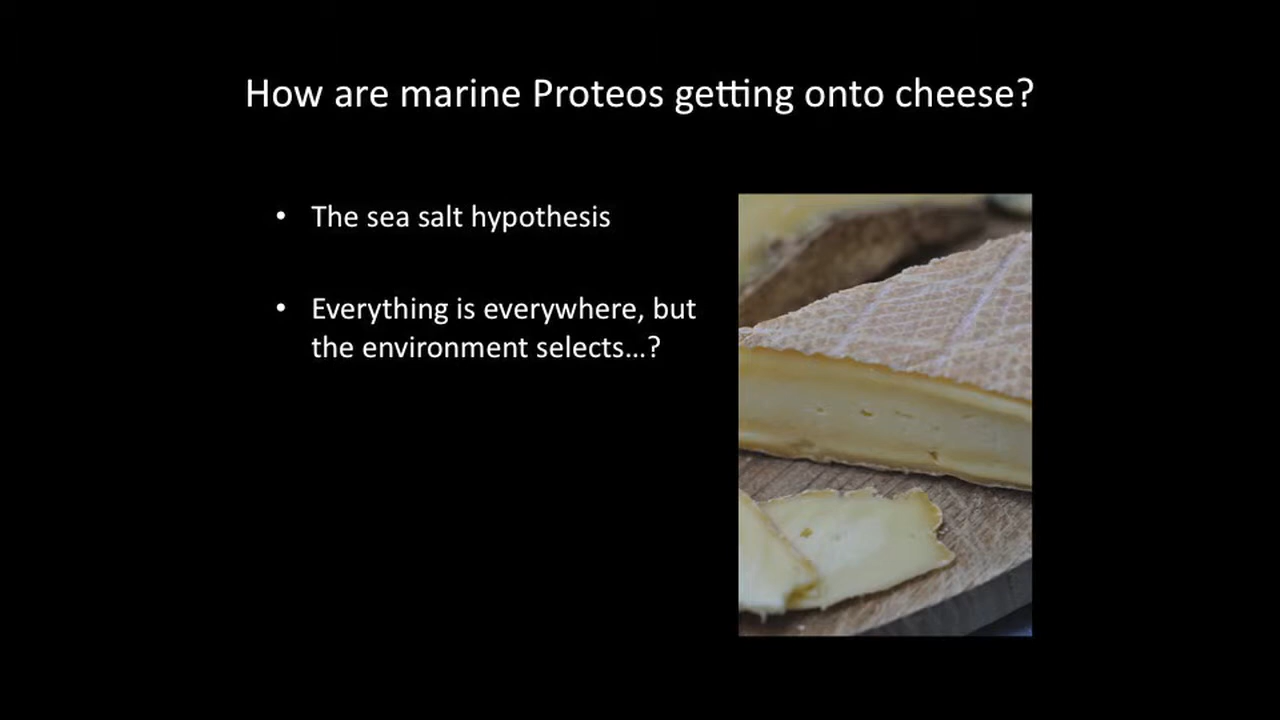 How are marine Proteos getting onto cheese?
• The sea salt hypothesis
• Everything is everywhere, but
the environment selects...?